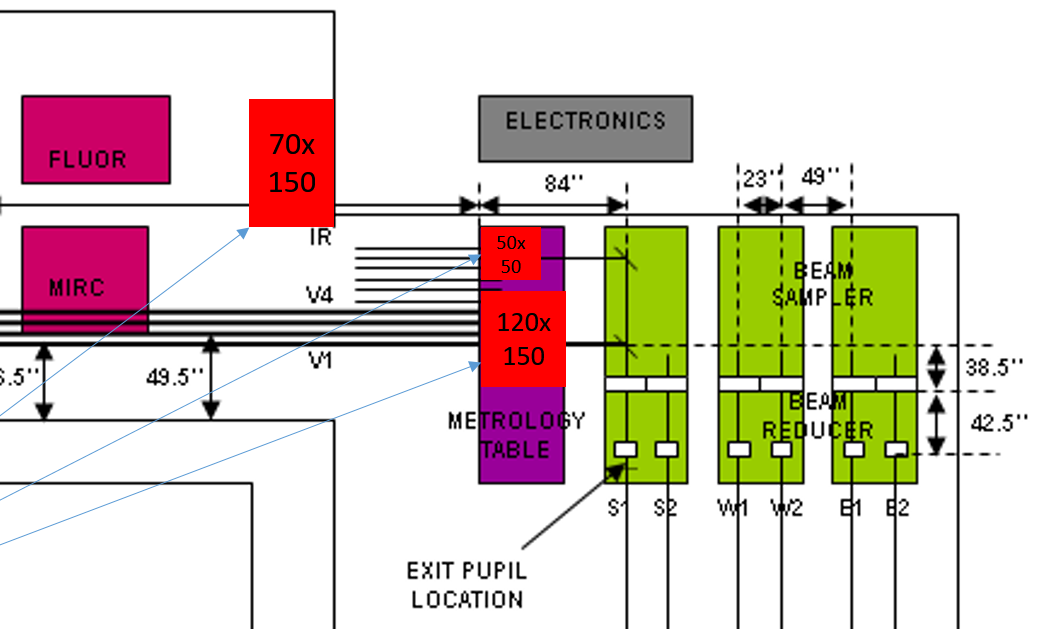 FLUOR
70x
150
ELECTRONICS
84''
23''
49''
IR
MIRC
V4
V1
50x
50
120x
150
BEAM
SAMPLER
49.5''
38.5''
BEAM
REDUCER
42.5''
METROLOGY
TABLE
S1
S2
W1
W2
E1
E2
EXIT PUPIL
LOCATION